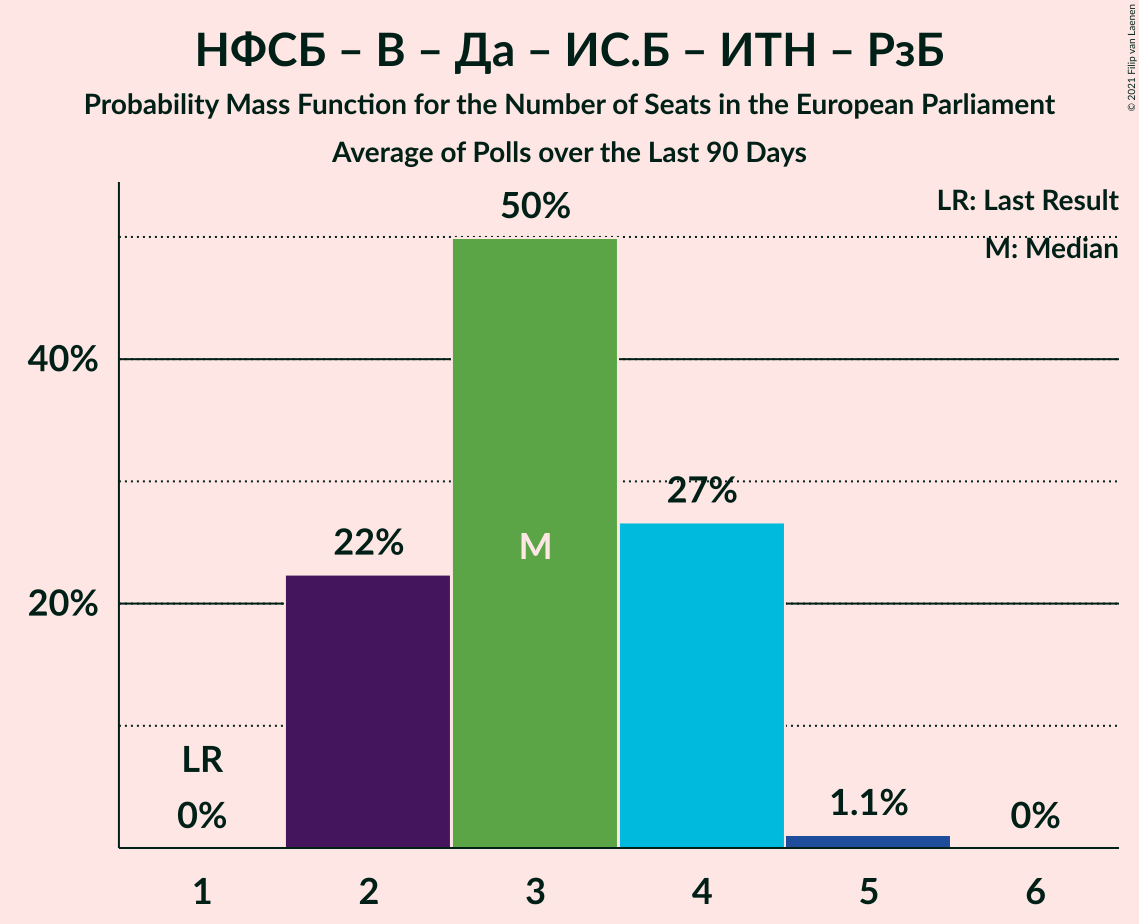 НФСБ – В – Да – ИС.Б – ИТН – РзБ
Probability Mass Function for the Number of Seats in the European Parliament
Average of Polls over the Last 90 Days
© 2021 Filip van Laenen
LR: Last Result
M: Median
50%
40%
27%
22%
M
20%
LR
0%
1.1%
0%
1 2 3 4 5 6